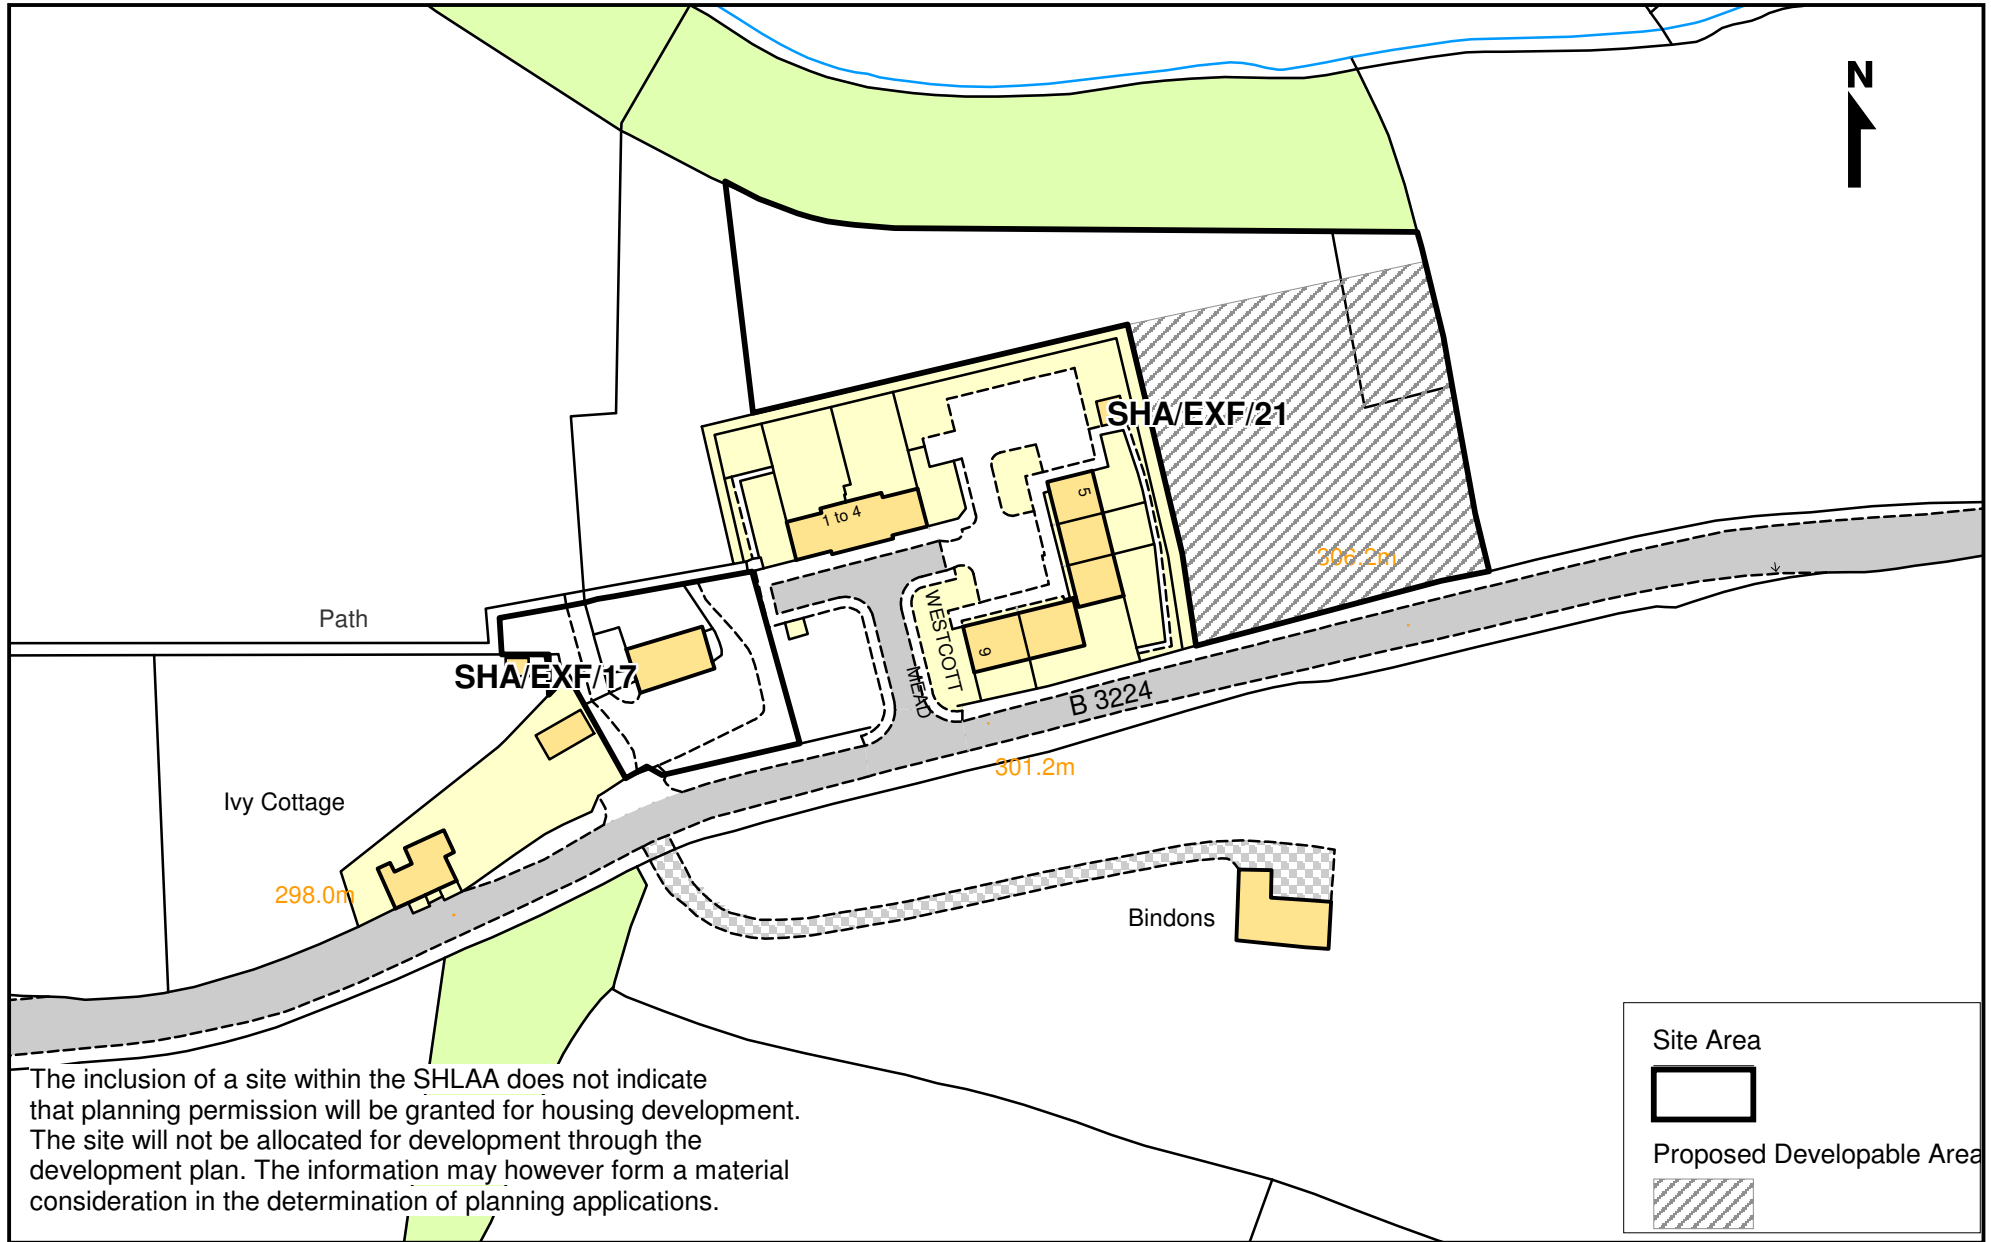 N
SHA/EXF/21
5
1 to 4
306.2m
Path
WESTCOTT
MEAD
9
SHA/EXF/17
B 3224
301.2m
Ivy Cottage
298.0m
Bindons
The inclusion of a site within the SHLAA does not indicate
that planning permission will be granted for housing development.
The site will not be allocated for development through the
development plan. The information may however form a material
consideration in the determination of planning applications.
Site Area
Proposed Developable Area